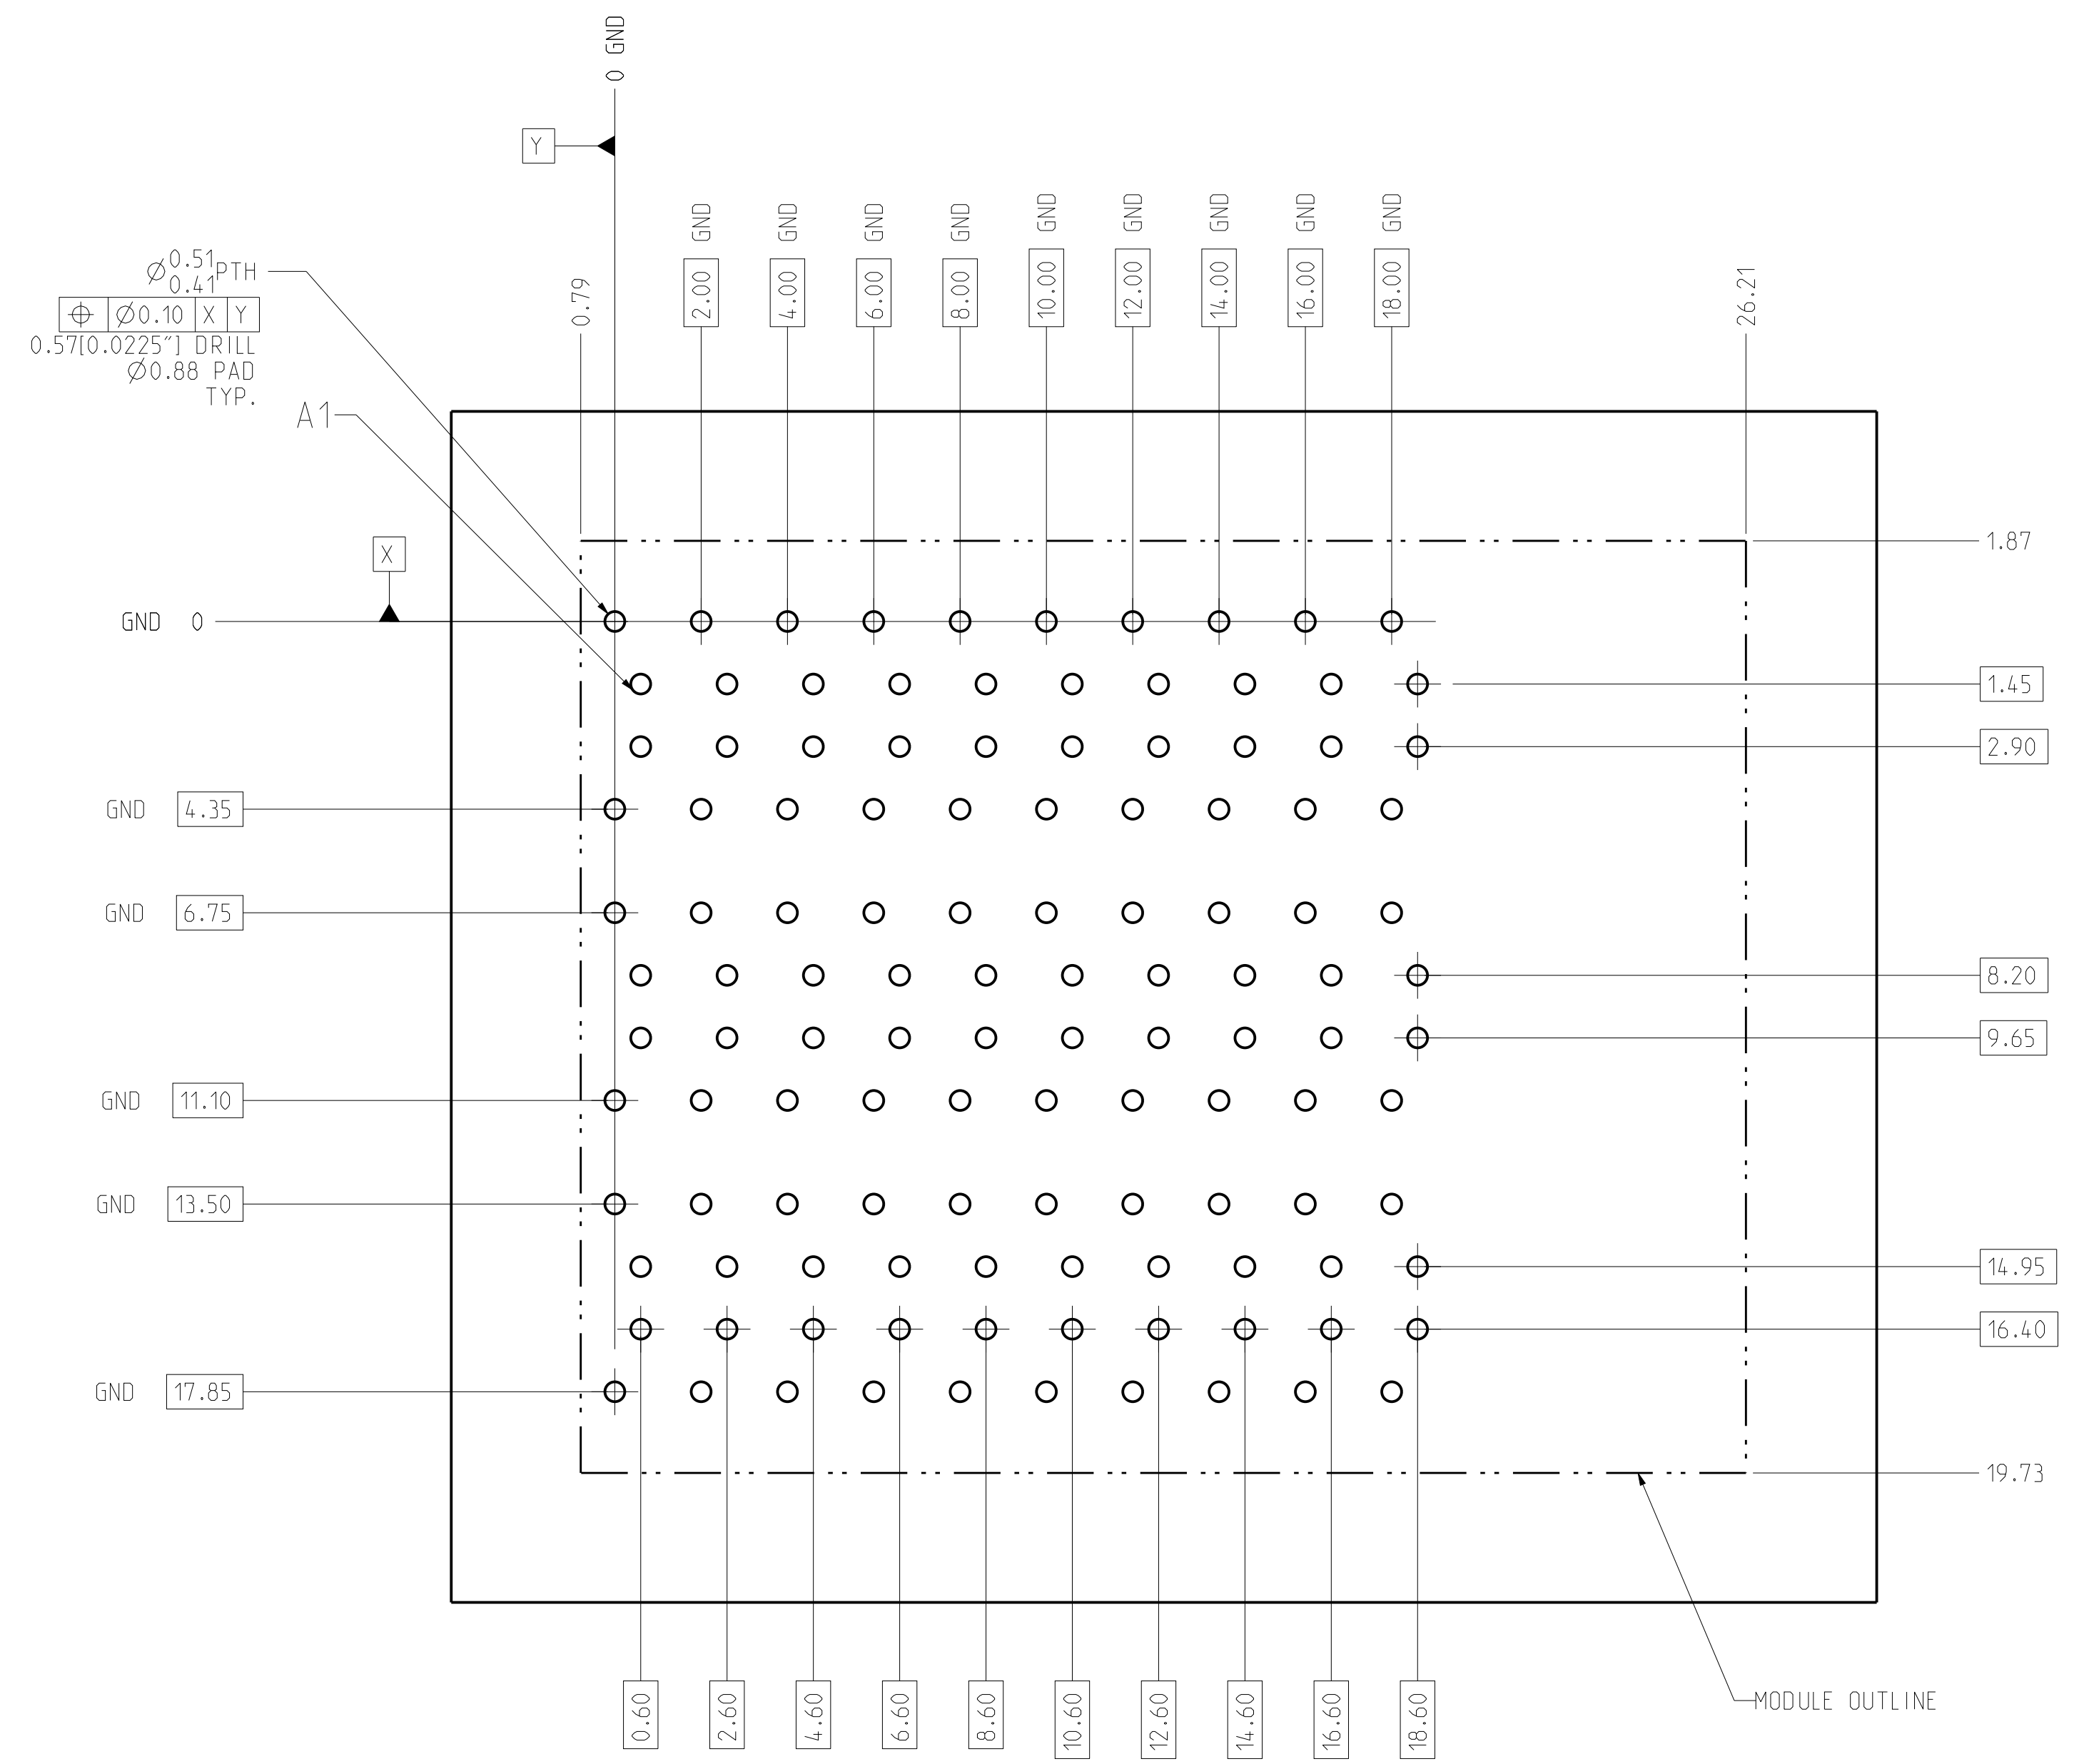 0 GND
Y
2.00 GND
4.00 GND
6.00 GND
8.00 GND
10.00 GND
12.00 GND
14.00 GND
16.00 GND
18.00 GND
0.79
26.21
Ø0.51 0.41 PTH
⌖ Ø0.10 X Y
0.57[0.0225"] DRILL
Ø0.88 PAD
TYP.
A1
X
1.87
GND 0
1.45
2.90
GND 4.35
GND 6.75
8.20
9.65
GND 11.10
GND 13.50
14.95
16.40
GND 17.85
19.73
MODULE OUTLINE
0.60
2.60
4.60
6.60
8.60
10.60
12.60
14.60
16.60
18.60